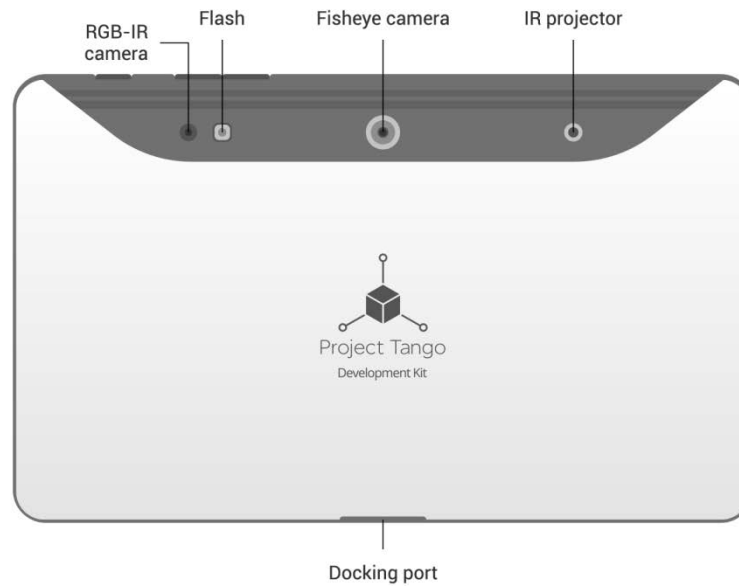 RGB-IR
camera
Flash
Fisheye camera
IR projector
Project Tango
Development Kit
Docking port